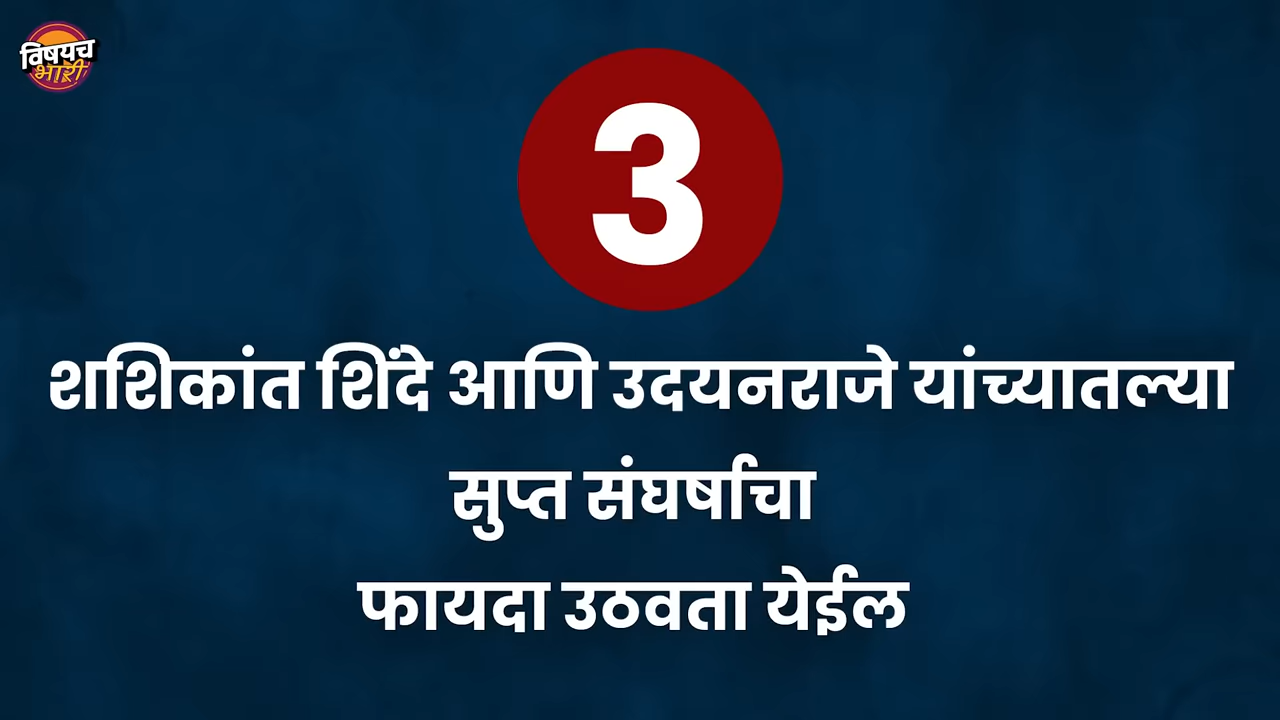 विषयच
भारी
3
शशिकांत शिंदे आणि उदयनराजे यांच्यातल्या
सुप्त संघर्षाचा
फायदा उठवता येईल